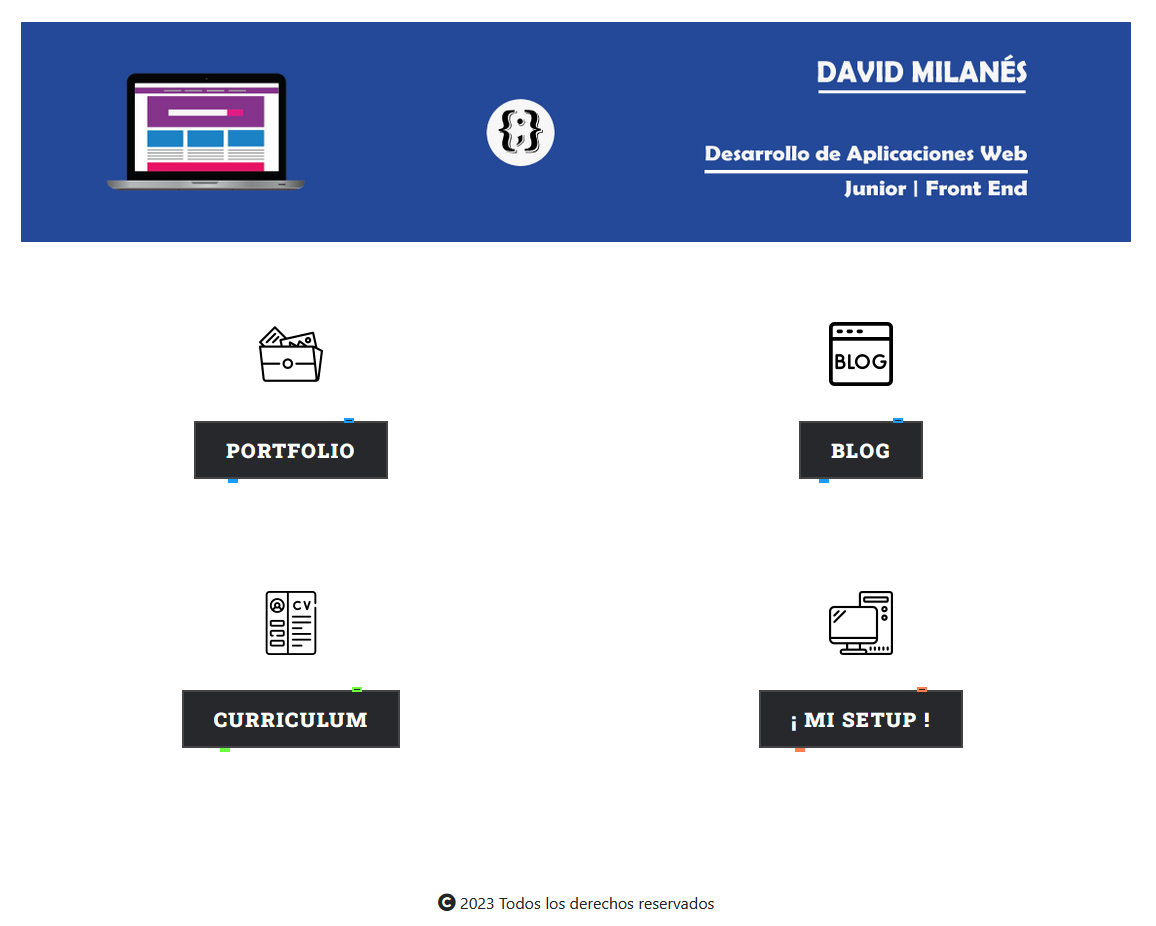 DAVID MILANÉS
{;}
Desarrollo de Aplicaciones Web
Junior | Front End
BLOG
PORTFOLIO
BLOG
CV
CURRICULUM
¡ MI SETUP !
C 2023 Todos los derechos reservados